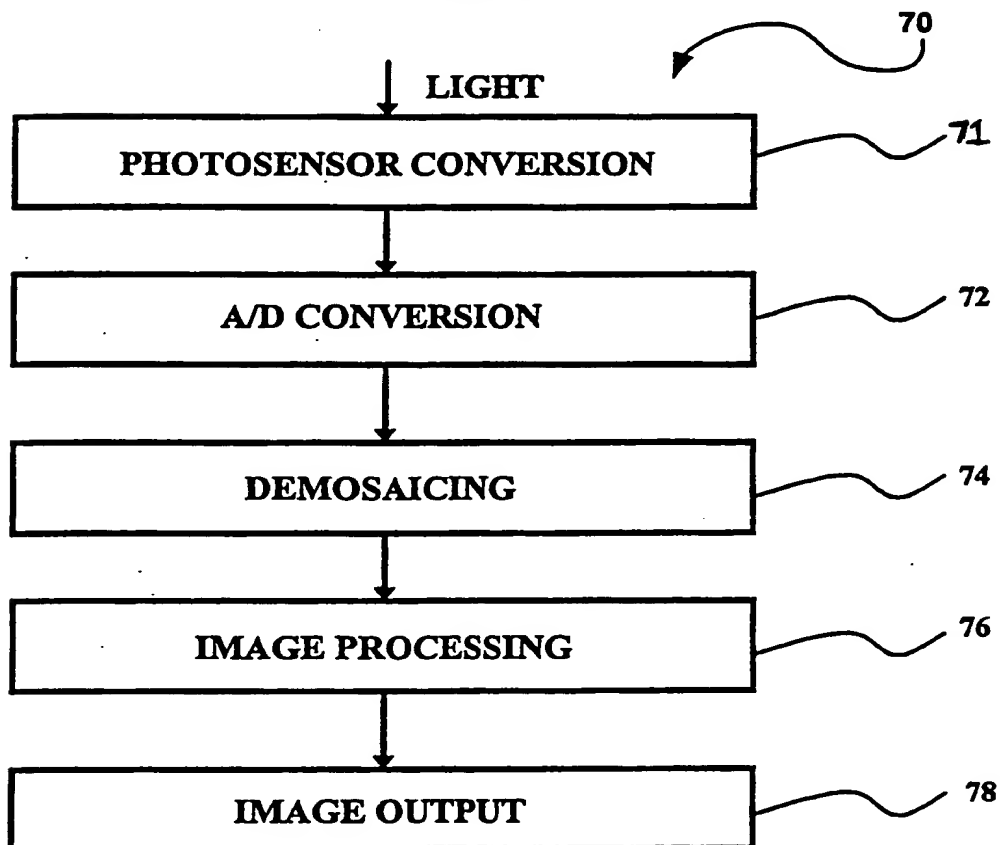 70
LIGHT
PHOTOSENSOR CONVERSION
71
A/D CONVERSION
72
DEMOSAICING
74
IMAGE PROCESSING
76
IMAGE OUTPUT
78